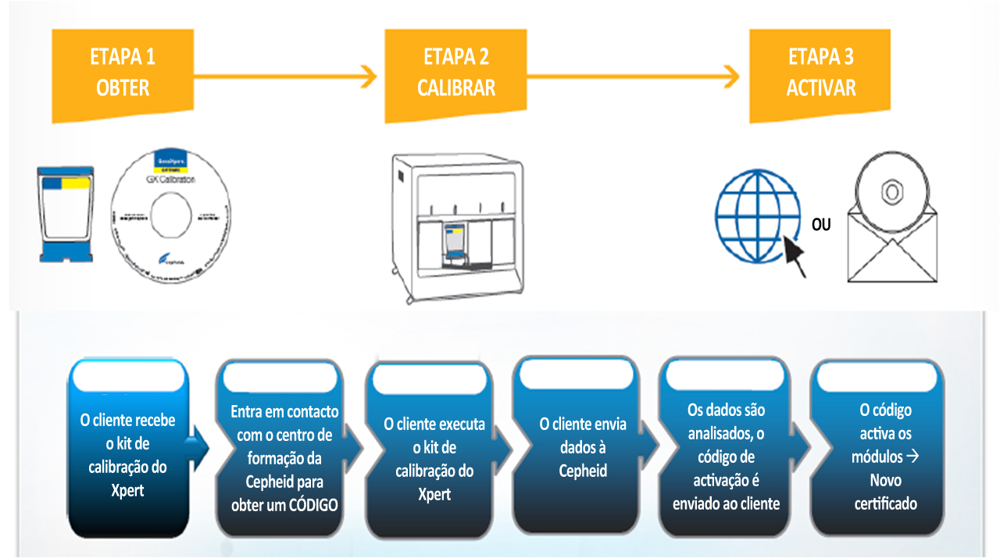 ETAPA 1
OBTER
ETAPA 2
CALIBRAR
ETAPA 3
ACTIVAR
GX Calibration
OU
O cliente recebe
o kit de
calibração do
Xpert
Entra em contacto
com o centro de
formação da
Cepheid para
obter um CÓDIGO
O cliente executa
o kit de
calibração do
Xpert
O cliente envia
dados à
Cepheid
Os dados são
analisados, o
código de
activação é
enviado ao cliente
O código
activa os
módulos →
Novo
certificado